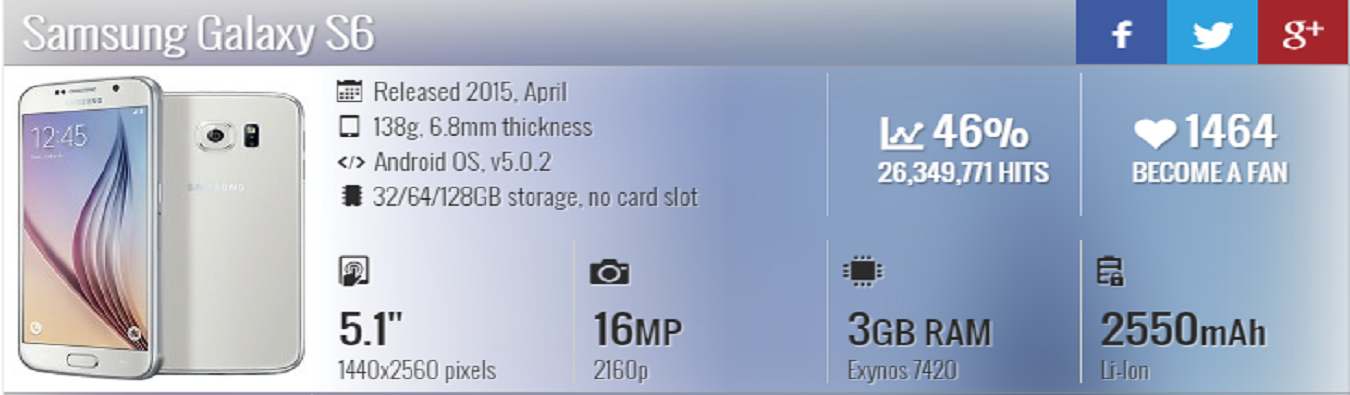 Samsung Galaxy S6
f
g+
SAMSUNG
12:45
SAMSUNG
Released 2015, April
138g, 6.8mm thickness
Android OS, v5.0.2
32/64/128GB storage, no card slot
46%
26,349,771 HITS
1464
BECOME A FAN
5.1"
1440x2560 pixels
16MP
2160p
3GB RAM
Exynos 7420
2550mAh
Li-Ion